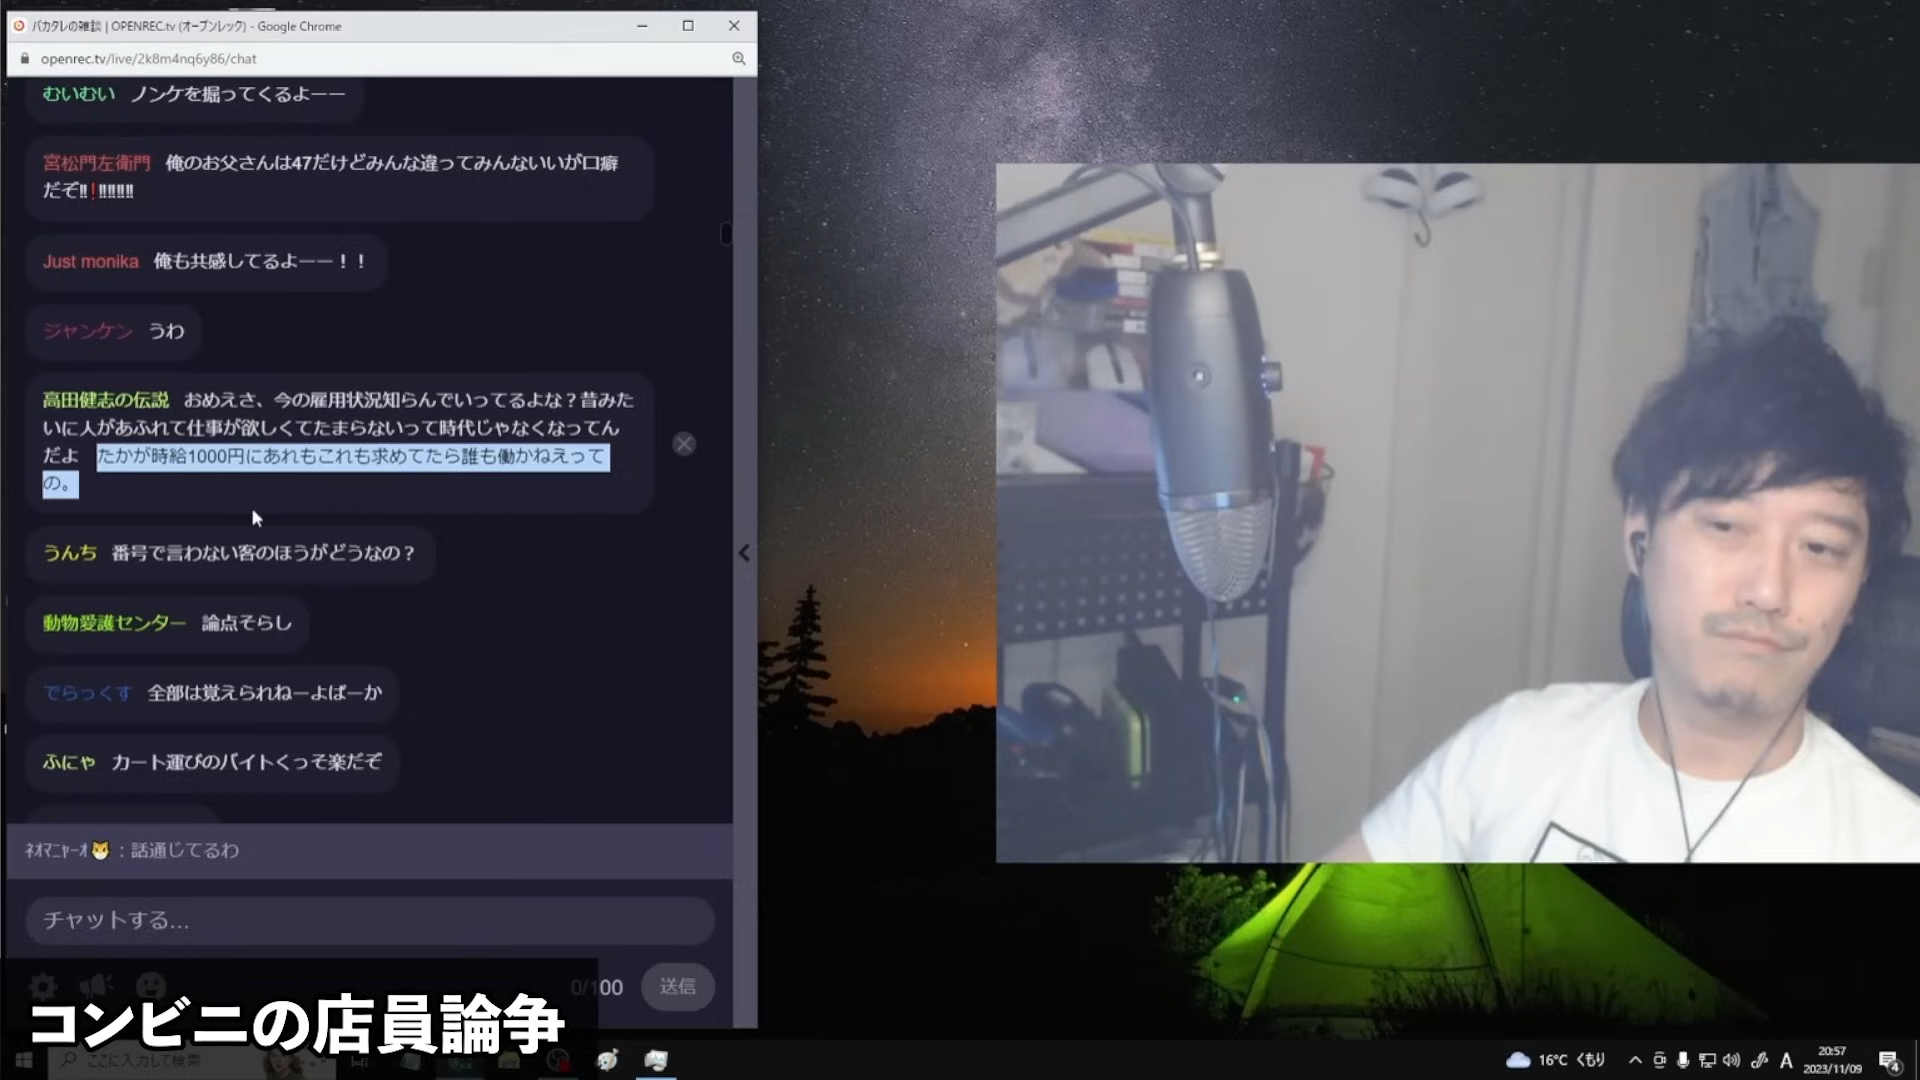 バカタレの雑談 | OPENREC.tv (オープンレック) - Google Chrome
openrec.tv/live/2k8m4nq6y86/chat
むいむい ノンケを掘ってくるよーー
宮松門左衛門 俺のお父さんは47だけどみんな違ってみんないいが口癖
だぞ‼❗‼‼‼
Just monika 俺も共感してるよーー！！
ジャンケン うわ
高田健志の伝説 おめえさ、今の雇用状況知らんでいってるよな？昔みた
いに人があふれて仕事が欲しくてたまらないって時代じゃなくなってん
だよ たかが時給1000円にあれもこれも求めてたら誰も働かねえって
の。
うんち 番号で言わない客のほうがどうなの？
動物愛護センター 論点そらし
でらっくす 全部は覚えられねーよばーか
ふにゃ カート運びのバイトくっそ楽だぞ
ﾈｵﾏﾆｬｰｵ🐯：話通じてるわ
チャットする...
0/100
送信
コンビニの店員論争
ここに入力して検索
16°C くもり
A
20:57
2023/11/09
4